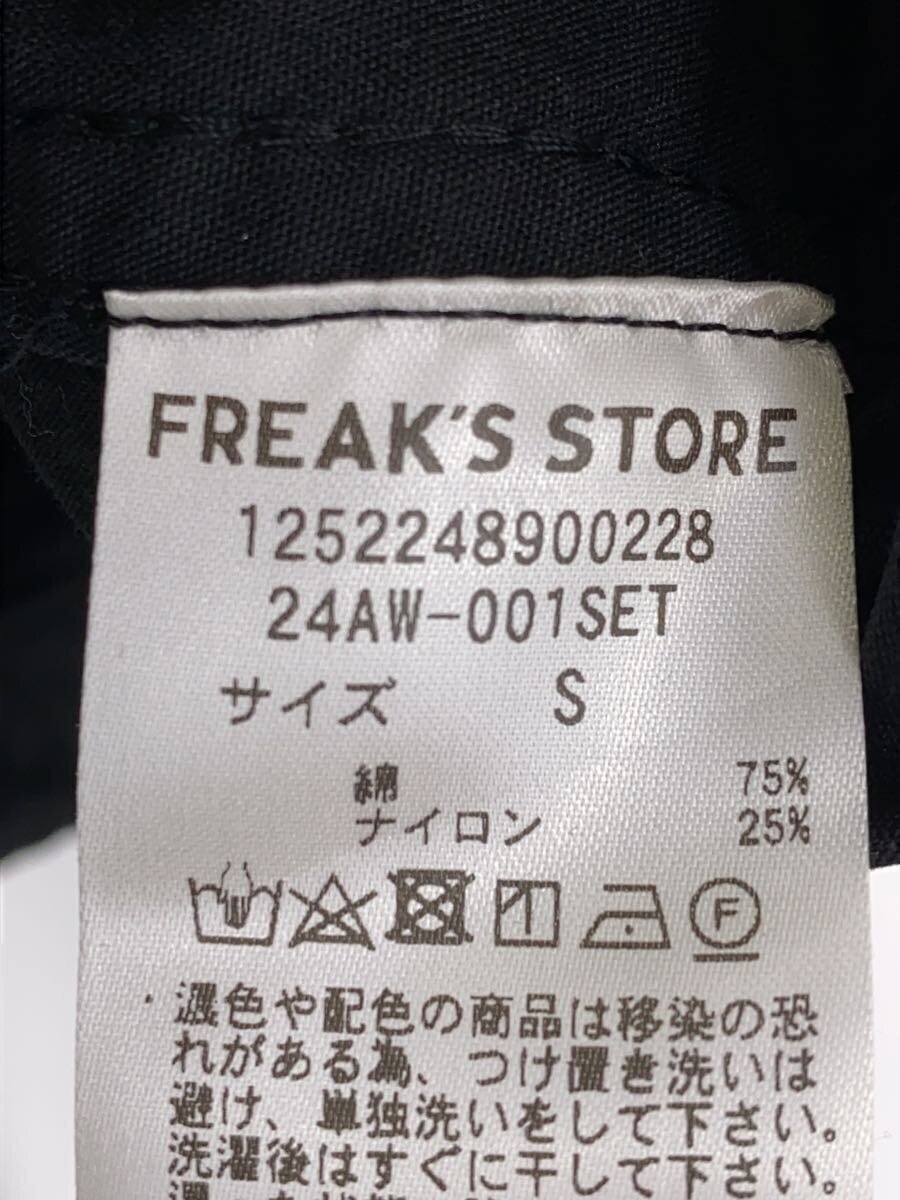 FREAK'S STORE
1252248900228
24AW-001SET
サイズ S
綿 75%
ナイロン 25%
F
・濃色や配色の商品は移染の恐
れがある為、つけ置き洗いは
避け、単独洗いをして下さい。
洗濯後はすぐに干して下さい。